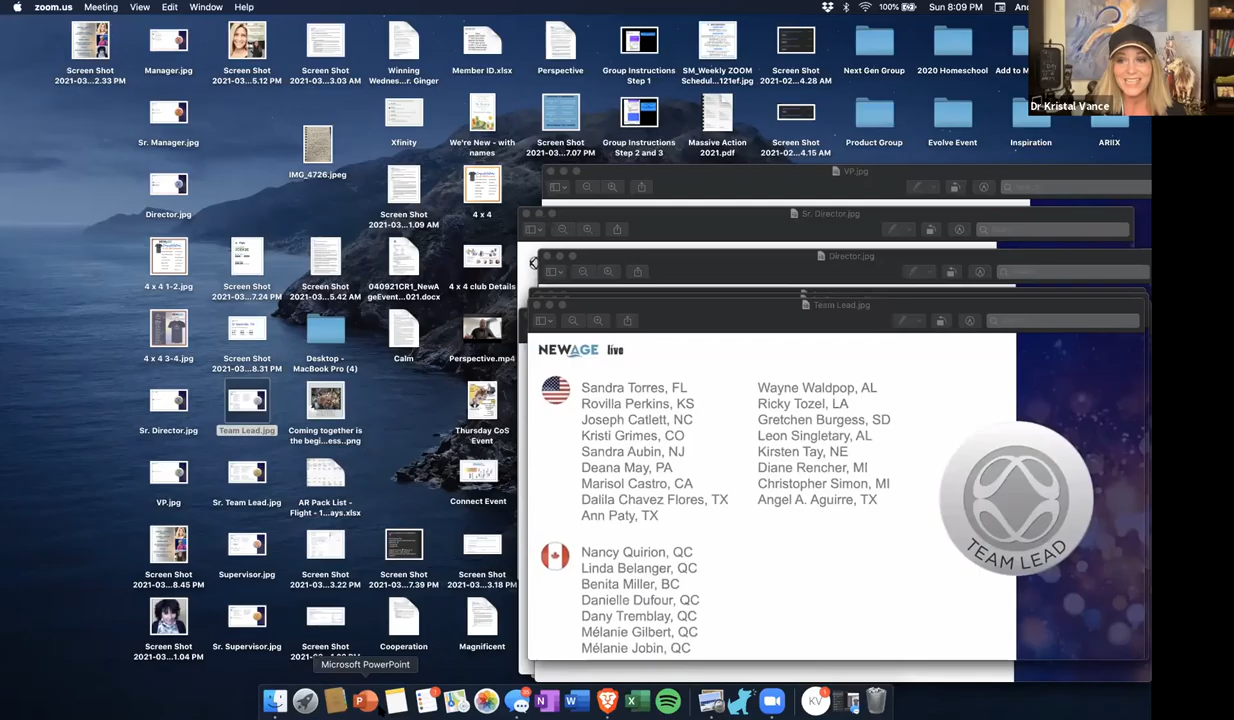 zoom.us Meeting View Edit Window Help
100% Sun 8:09 PM
Dr Kristal Vance
Screen Shot
2021-03...2.33 PM
Manager.jpg
Screen Shot
2021-03...5.12 PM
Screen Shot
2021-03...3.03 AM
Winning
Wednes...r. Ginger
Member ID.xlsx
Perspective
Group Instructions
Step 1
SM_Weekly ZOOM
Schedul...121ef.jpg
Screen Shot
2021-02...4.28 AM
Next Gen Group
2020 Homeschool
Add to M
Sr. Manager.jpg
IMG_4726.jpeg
Xfinity
We're New - with
names
Screen Shot
2021-03...7.07 PM
Group Instructions
Step 2 and 3
Massive Action
2021.pdf
Screen Shot
2021-02...4.15 AM
Product Group
Evolve Event
Inspiration
ARIIX
Director.jpg
Screen Shot
2021-03...1.09 AM
4 x 4
4 x 4 1-2.jpg
Screen Shot
2021-03...7.24 PM
Screen Shot
2021-03...5.42 AM
040921CR1_NewA
geEvent...021.docx
4 x 4 club Details
4 x 4 3-4.jpg
Screen Shot
2021-03...8.31 PM
Desktop -
MacBook Pro (4)
Calm
Perspective.mp4
Sr. Director.jpg
Team Lead.jpg
Coming together is
the begi...ess..png
Thursday CoS
Event
VP.jpg
Sr. Team Lead.jpg
AR Pack List -
Flight - 1...ays.xlsx
Connect Event
Screen Shot
2021-03...8.45 PM
Supervisor.jpg
Screen Shot
2021-03...3.22 PM
Screen Shot
2021-03...7.39 PM
Screen Shot
2021-03...3.18 PM
Screen Shot
2021-03...1.04 PM
Sr. Supervisor.jpg
Screen Shot
Cooperation
Magnificent
Microsoft PowerPoint
VP.jpg
Sr. Director.jpg
Director.jpg
Team Lead.jpg
NEWAGE live
Sandra Torres, FL
Rovilla Perkins, KS
Joseph Catlett, NC
Kristi Grimes, CO
Sandra Aubin, NJ
Deana May, PA
Marisol Castro, CA
Dalila Chavez Flores, TX
Ann Paty, TX
Wayne Waldpop, AL
Ricky Tozel, LA
Gretchen Burgess, SD
Leon Singletary, AL
Kirsten Tay, NE
Diane Rencher, MI
Christopher Simon, MI
Angel A. Aguirre, TX
Nancy Quirion, QC
Linda Belanger, QC
Benita Miller, BC
Danielle Dufour, QC
Dany Tremblay, QC
Mélanie Gilbert, QC
Mélanie Jobin, QC
TEAM LEAD
KV